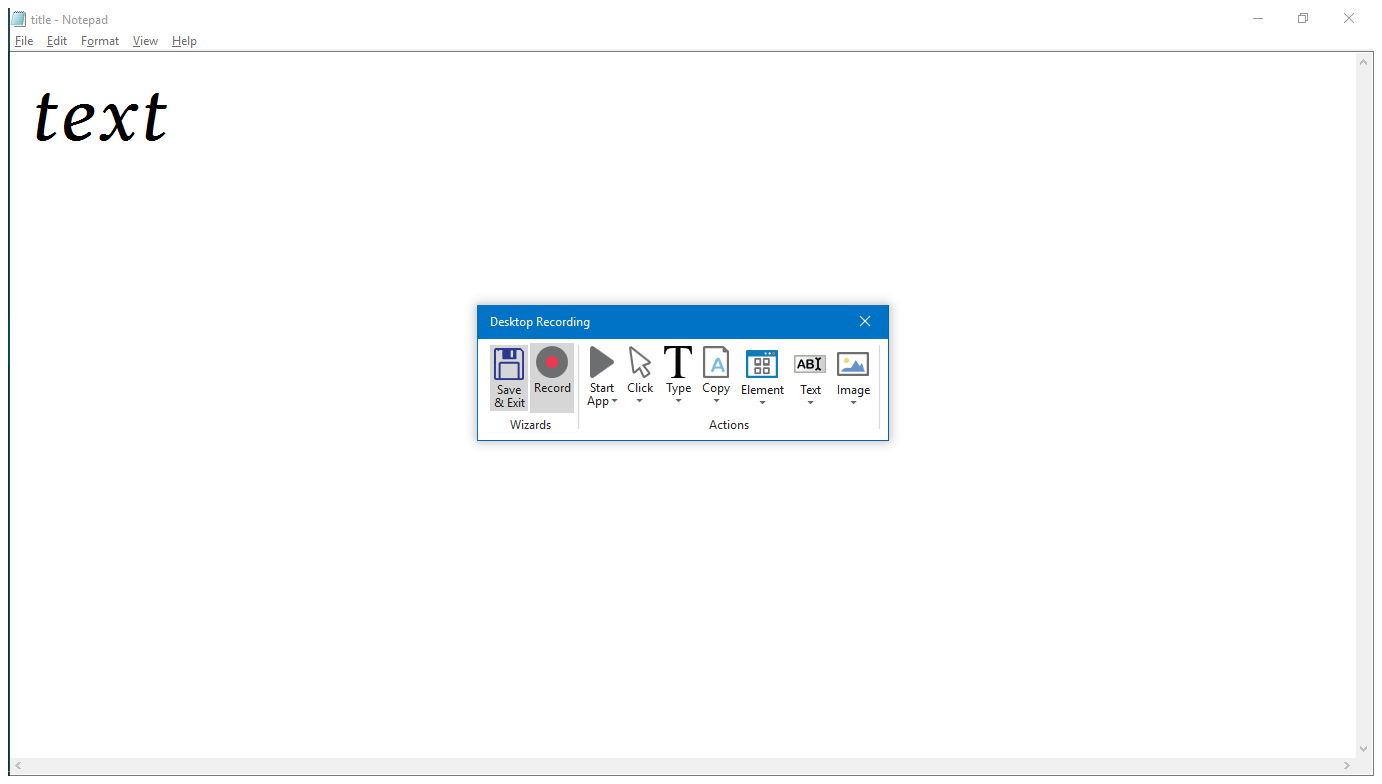 title - Notepad
File Edit Format View Help
text
Desktop Recording
Save & Exit
Record
Start App
Click
Type
Copy
Element
ABI
Text
Image
A
Wizards
Actions